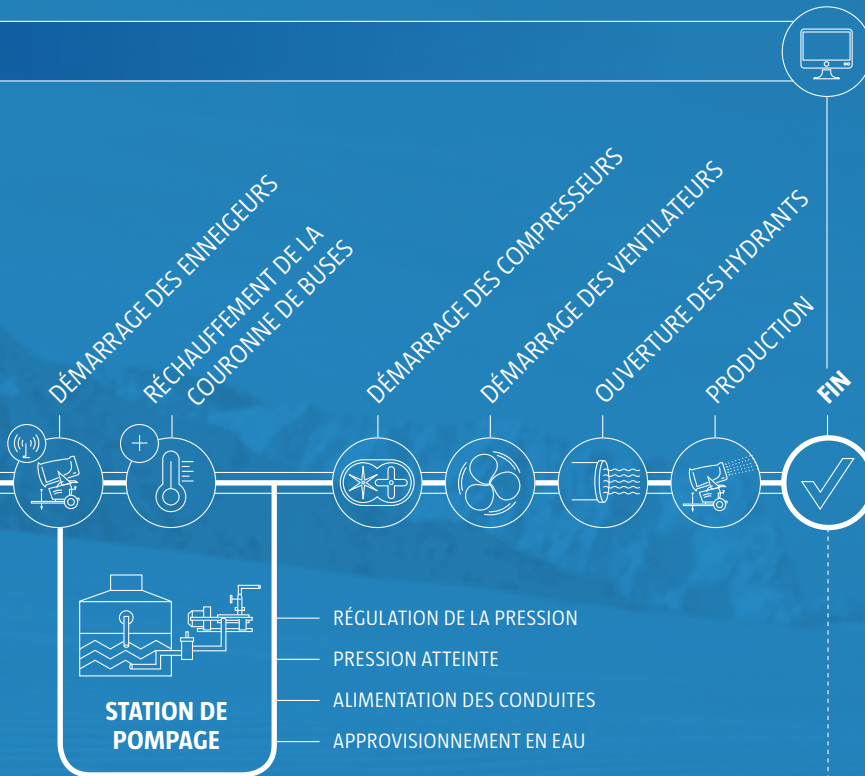 DÉMARRAGE DES ENNEIGEURS
RÉCHAUFFEMENT DE LA
COURONNE DE BUSES
DÉMARRAGE DES COMPRESSEURS
DÉMARRAGE DES VENTILATEURS
OUVERTURE DES HYDRANTS
PRODUCTION
FIN
STATION DE
POMPAGE
RÉGULATION DE LA PRESSION
PRESSION ATTEINTE
ALIMENTATION DES CONDUITES
APPROVISIONNEMENT EN EAU